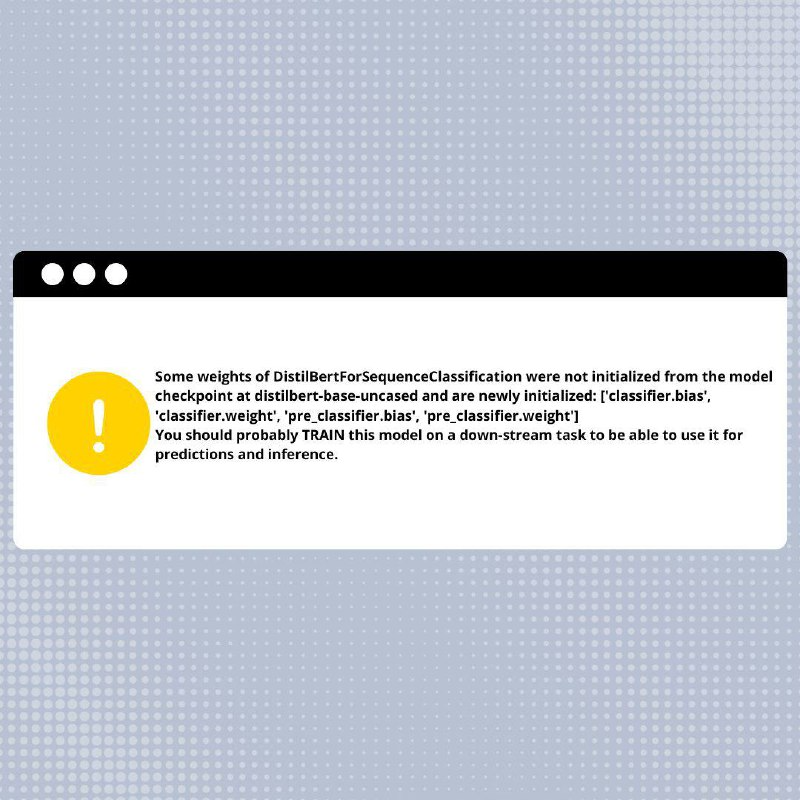 Some weights of DistilBertForSequenceClassification were not initialized from the model
checkpoint at distilbert-base-uncased and are newly initialized: ['classifier.bias',
'classifier.weight', 'pre_classifier.bias', 'pre_classifier.weight']
You should probably TRAIN this model on a down-stream task to be able to use it for
predictions and inference.